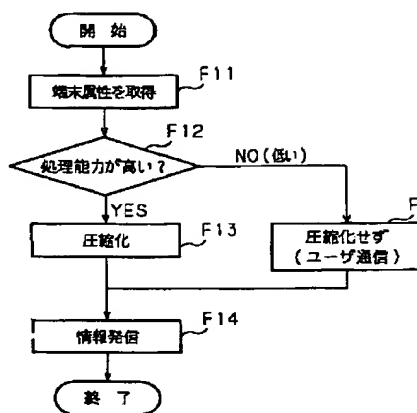 開始
F11
端末属性を取得
F12
処理能力が高い？
NO(低い)
YES
F13
圧縮化
F
圧縮化せず
(ユーザ通信)
F14
情報発信
終了